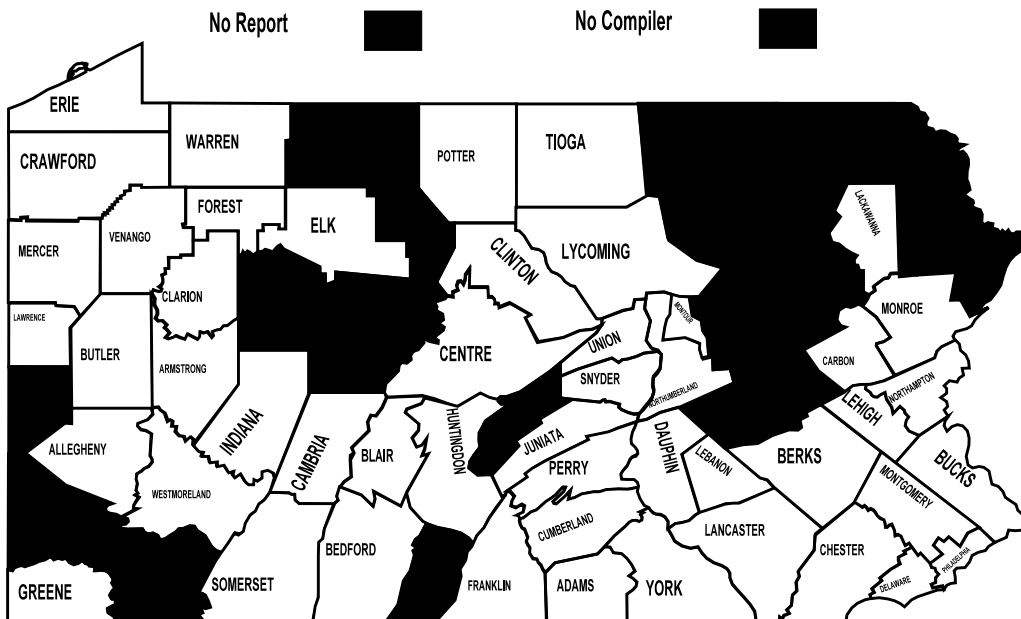 No Report
No Compiler
ERIE
WARREN
CRAWFORD
POTTER
TIOGA
FOREST
ELK
LACKAWANNA
MERCER
VENANGO
CLINTON
LYCOMING
CLARION
LAWRENCE
MONTOUR
MONROE
BUTLER
ARMSTRONG
CENTRE
UNION
CARBON
SNYDER
NORTHUMBERLAND
LEHIGH
NORTHAMPTON
ALLEGHENY
INDIANA
CAMBRIA
BLAIR
HUNTINGDON
JUNIATA
PERRY
DAUPHIN
LEBANON
BERKS
BUCKS
WESTMORELAND
MONTGOMERY
CUMBERLAND
LANCASTER
BEDFORD
CHESTER
PHILADELPHIA
GREENE
SOMERSET
FRANKLIN
ADAMS
YORK
DELAWARE